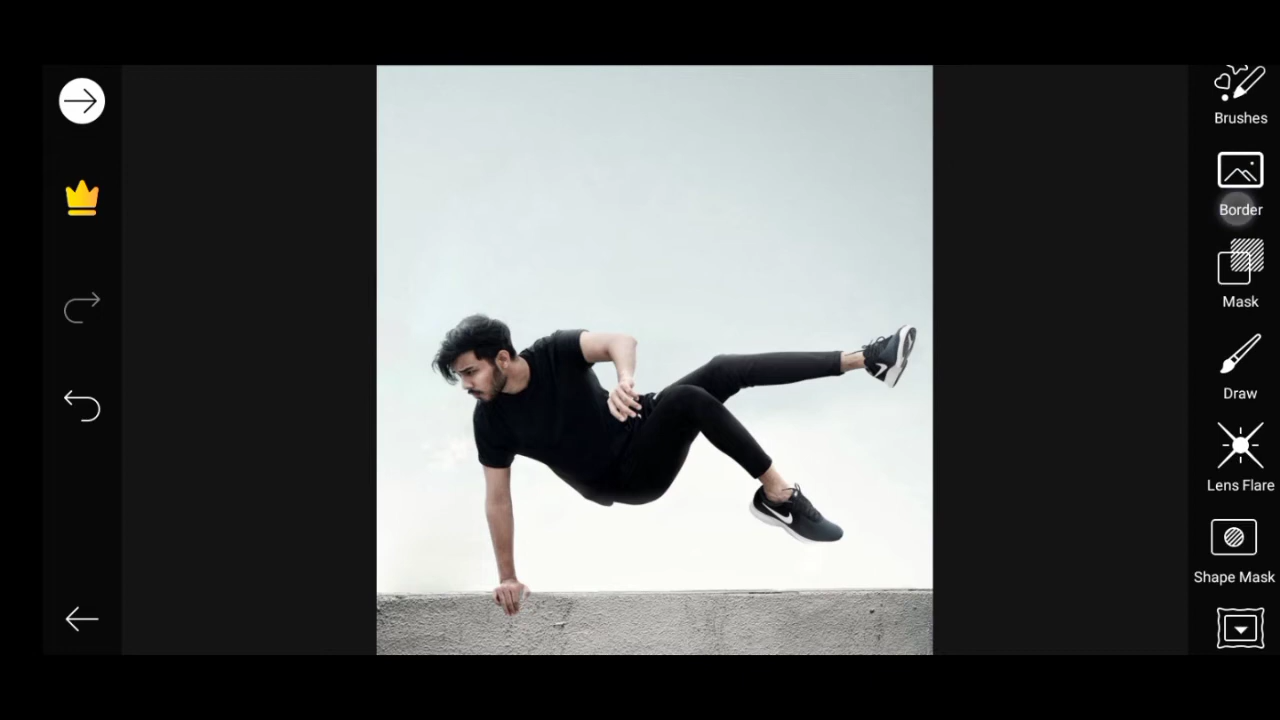 Brushes
Border
Mask
Draw
Lens Flare
Shape Mask